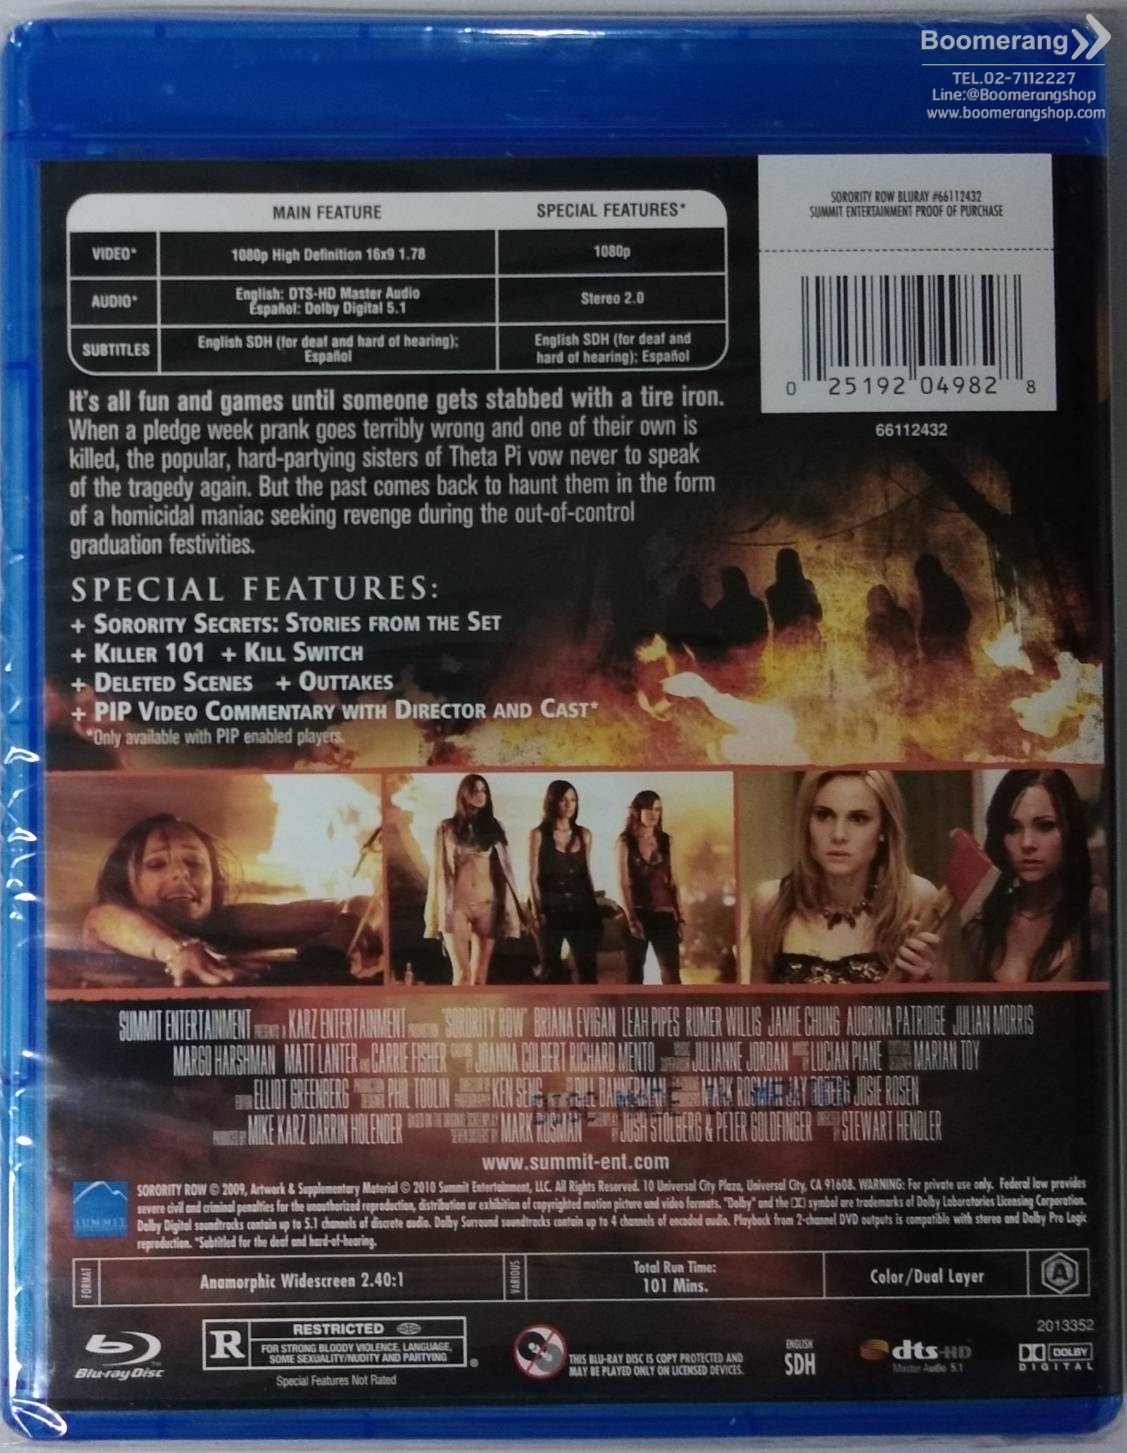 Boomerang
TEL.02-7112227
Line:@Boomerangshop
www.boomerangshop.com
SORORITY ROW BLURAY #66112432
SUMMIT ENTERTAINMENT PROOF OF PURCHASE
0 25192 04982 8
66112432
MAIN FEATURE SPECIAL FEATURES*
VIDEO* 1080p High Definition 16x9 1.78 1080p
AUDIO* English: DTS-HD Master Audio
Español: Dolby Digital 5.1 Stereo 2.0
SUBTITLES English SDH (for deaf and hard of hearing);
Español English SDH (for deaf and
hard of hearing); Español
It's all fun and games until someone gets stabbed with a tire iron.
When a pledge week prank goes terribly wrong and one of their own is
killed, the popular, hard-partying sisters of Theta Pi vow never to speak
of the tragedy again. But the past comes back to haunt them in the form
of a homicidal maniac seeking revenge during the out-of-control
graduation festivities.
SPECIAL FEATURES:
+ SORORITY SECRETS: STORIES FROM THE SET
+ KILLER 101 + KILL SWITCH
+ DELETED SCENES + OUTTAKES
+ PIP VIDEO COMMENTARY WITH DIRECTOR AND CAST*
*Only available with PIP enabled players.
SUMMIT ENTERTAINMENT PRESENTS A KARZ ENTERTAINMENT PRODUCTION "SORORITY ROW" BRIANA EVIGAN LEAH PIPES RUMER WILLIS JAMIE CHUNG AUDRINA PATRIDGE JULIAN MORRIS
MARGO HARSHMAN MATT LANTER AND CARRIE FISHER JOANNA COLBERT RICHARD MENTO JULIANNE JORDAN LUCIAN PIANE MARIAN TOY
ELLIOT GREENBERG PHIL TOOLIN KEN SENG BILL BANNERMAN MARK ROSMAN JAY BOBERG JOSIE ROSEN
PRODUCED BY MIKE KARZ DARRIN HOLENDER MARK ROSMAN JOSH STOLBERG & PETER GOLDFINGER STEWART HENDLER
www.summit-ent.com
SUMMIT
SORORITY ROW © 2009, Artwork & Supplementary Material © 2010 Summit Entertainment, LLC. All Rights Reserved. 10 Universal City Plaza, Universal City, CA 91608. WARNING: For private use only. Federal law provides
severe civil and criminal penalties for the unauthorized reproduction, distribution or exhibition of copyrighted motion picture and video formats. "Dolby" and the symbol are trademarks of Dolby Laboratories Licensing Corporation.
Dolby Digital soundtracks contain up to 5.1 channels of discrete audio. Dolby Surround soundtracks contain up to 4 channels of encoded audio. Playback from 2-channel DVD outputs is compatible with stereo and Dolby Pro Logic
reproduction. *Subtitled for the deaf and hard-of-hearing.
FORMAT Anamorphic Widescreen 2.40:1 VARIOUS Total Run Time:
101 Mins. Color/Dual Layer A
2013352
Blu-ray Disc
R RESTRICTED
FOR STRONG BLOODY VIOLENCE, LANGUAGE,
SOME SEXUALITY/NUDITY AND PARTYING
Special Features Not Rated
THIS BLU-RAY DISC IS COPY PROTECTED AND
MAY BE PLAYED ONLY ON LICENSED DEVICES.
ENGLISH
SDH
dts-HD
Master Audio 5.1
DOLBY
DIGITAL